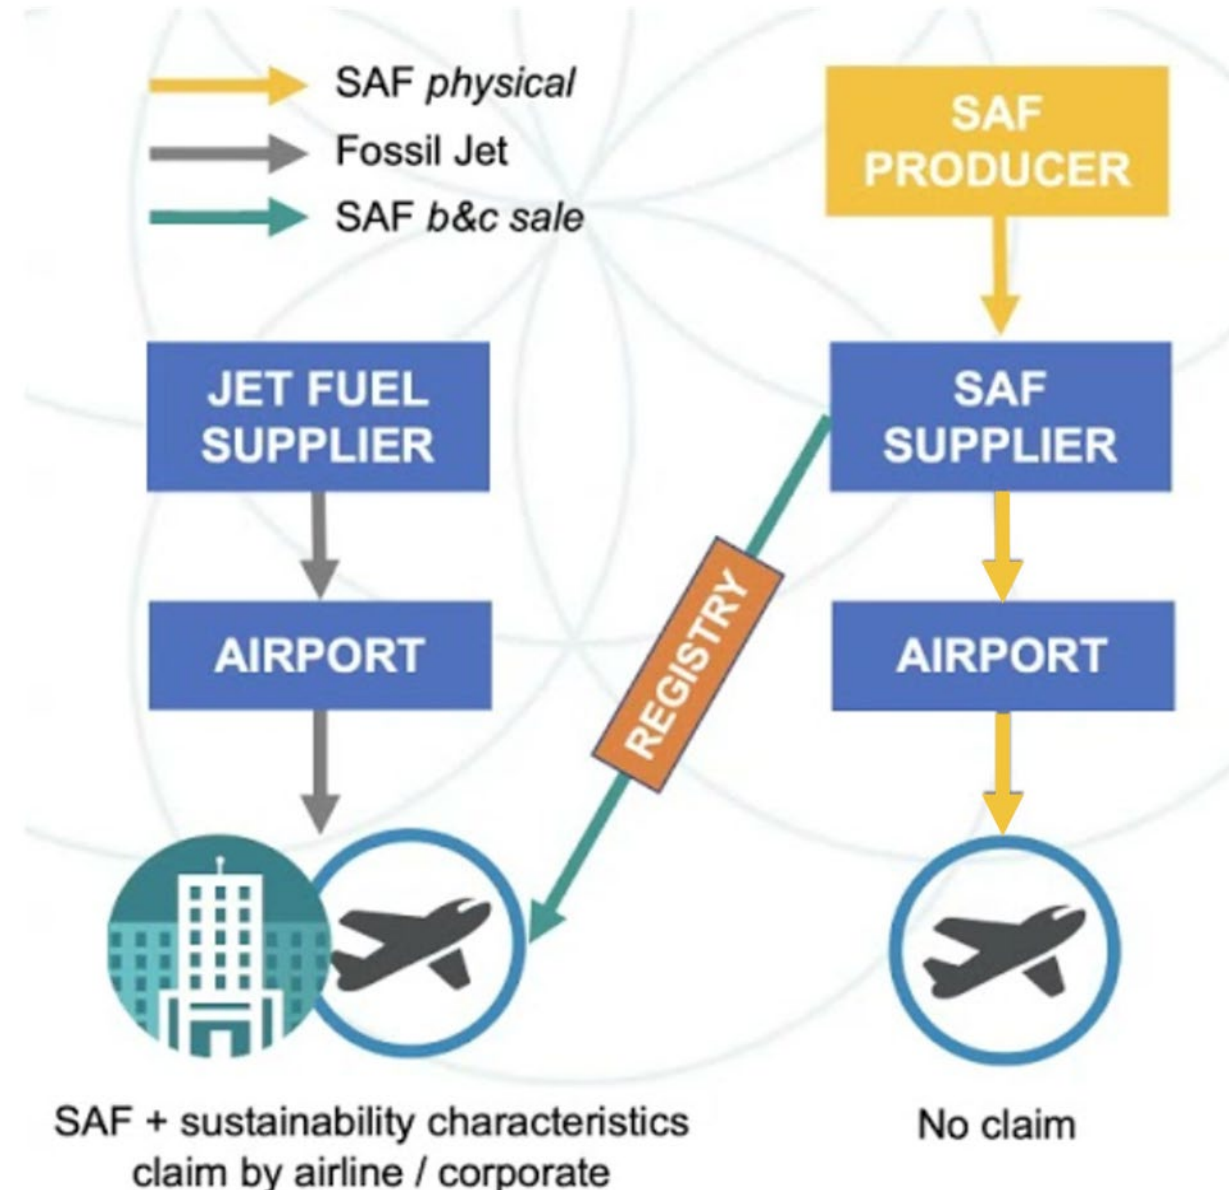 SAF physical
Fossil Jet
SAF b&c sale
SAF
PRODUCER
JET FUEL
SUPPLIER
SAF
SUPPLIER
AIRPORT
REGISTRY
AIRPORT
SAF + sustainability characteristics
claim by airline / corporate
No claim